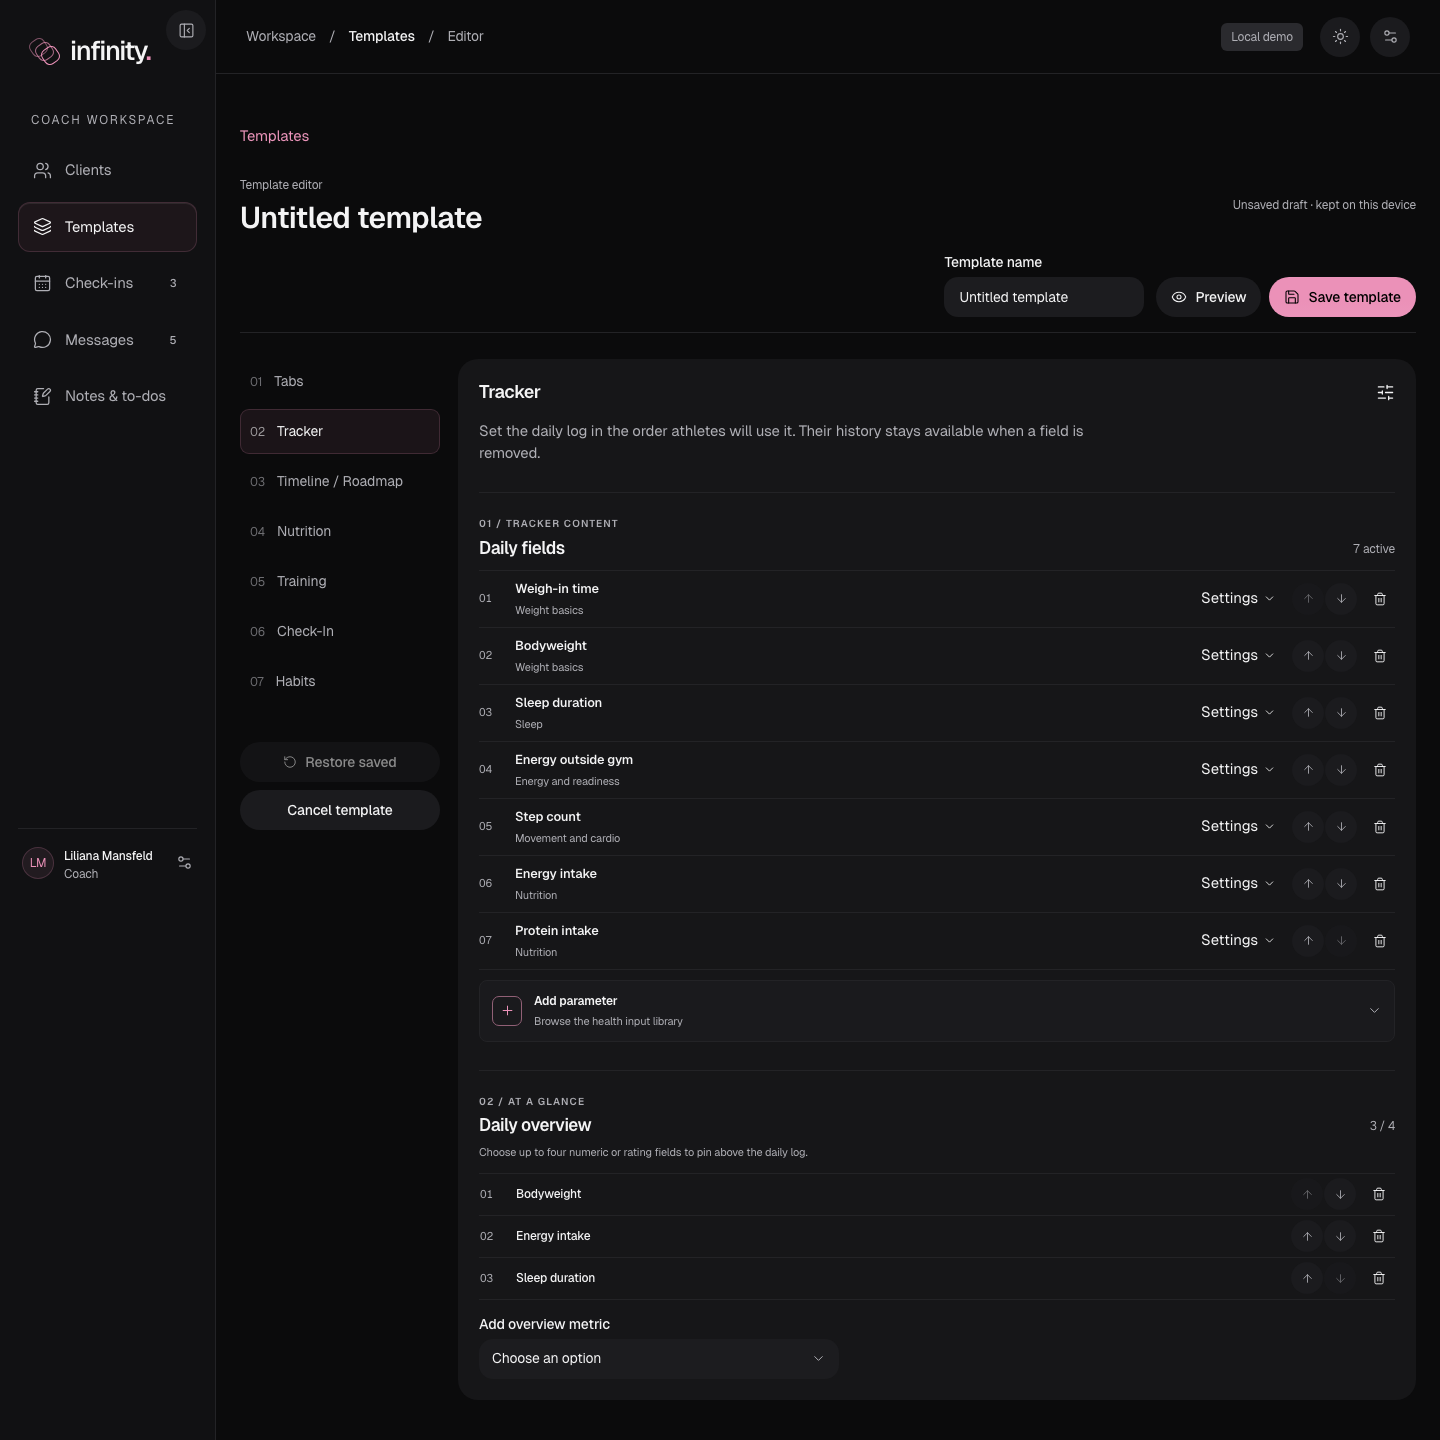 infinity.
Workspace / Templates / Editor
Local demo
COACH WORKSPACE
Clients
Templates
Check-ins 3
Messages 5
Notes & to-dos
LM
Liliana Mansfeld
Coach
Templates
Template editor
Untitled template
Unsaved draft · kept on this device
Template name
Untitled template
Preview
Save template
01 Tabs
02 Tracker
03 Timeline / Roadmap
04 Nutrition
05 Training
06 Check-In
07 Habits
Restore saved
Cancel template
Tracker
Set the daily log in the order athletes will use it. Their history stays available when a field is
removed.
01 / TRACKER CONTENT
Daily fields
7 active
01 Weigh-in time Settings
Weight basics
02 Bodyweight Settings
Weight basics
03 Sleep duration Settings
Sleep
04 Energy outside gym Settings
Energy and readiness
05 Step count Settings
Movement and cardio
06 Energy intake Settings
Nutrition
07 Protein intake Settings
Nutrition
Add parameter
Browse the health input library
02 / AT A GLANCE
Daily overview
3 / 4
Choose up to four numeric or rating fields to pin above the daily log.
01 Bodyweight
02 Energy intake
03 Sleep duration
Add overview metric
Choose an option